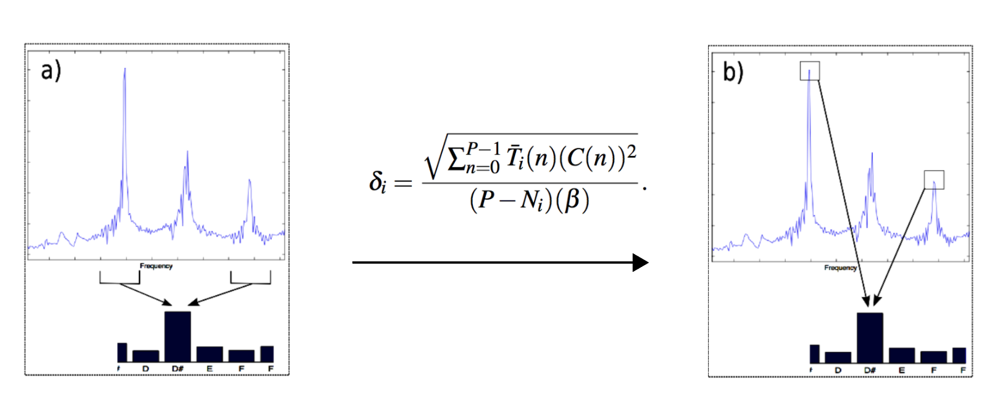 a)
Frequency
D D# E F F
δᵢ = √(∑ₙ₌₀ᴾ⁻¹ T̄ᵢ(n)(C(n))²) / (P − Nᵢ)(β) .
b)
Frequency
D D# E F F